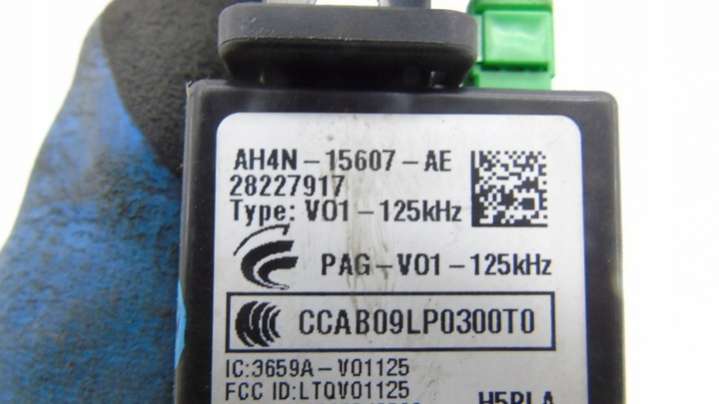 AH4N-15607-AE
28227917
Type: V01-125kHz
PAG-V01-125kHz
CCAB09LP0300T0
IC:3659A-V01125
FCC ID:LTQV01125